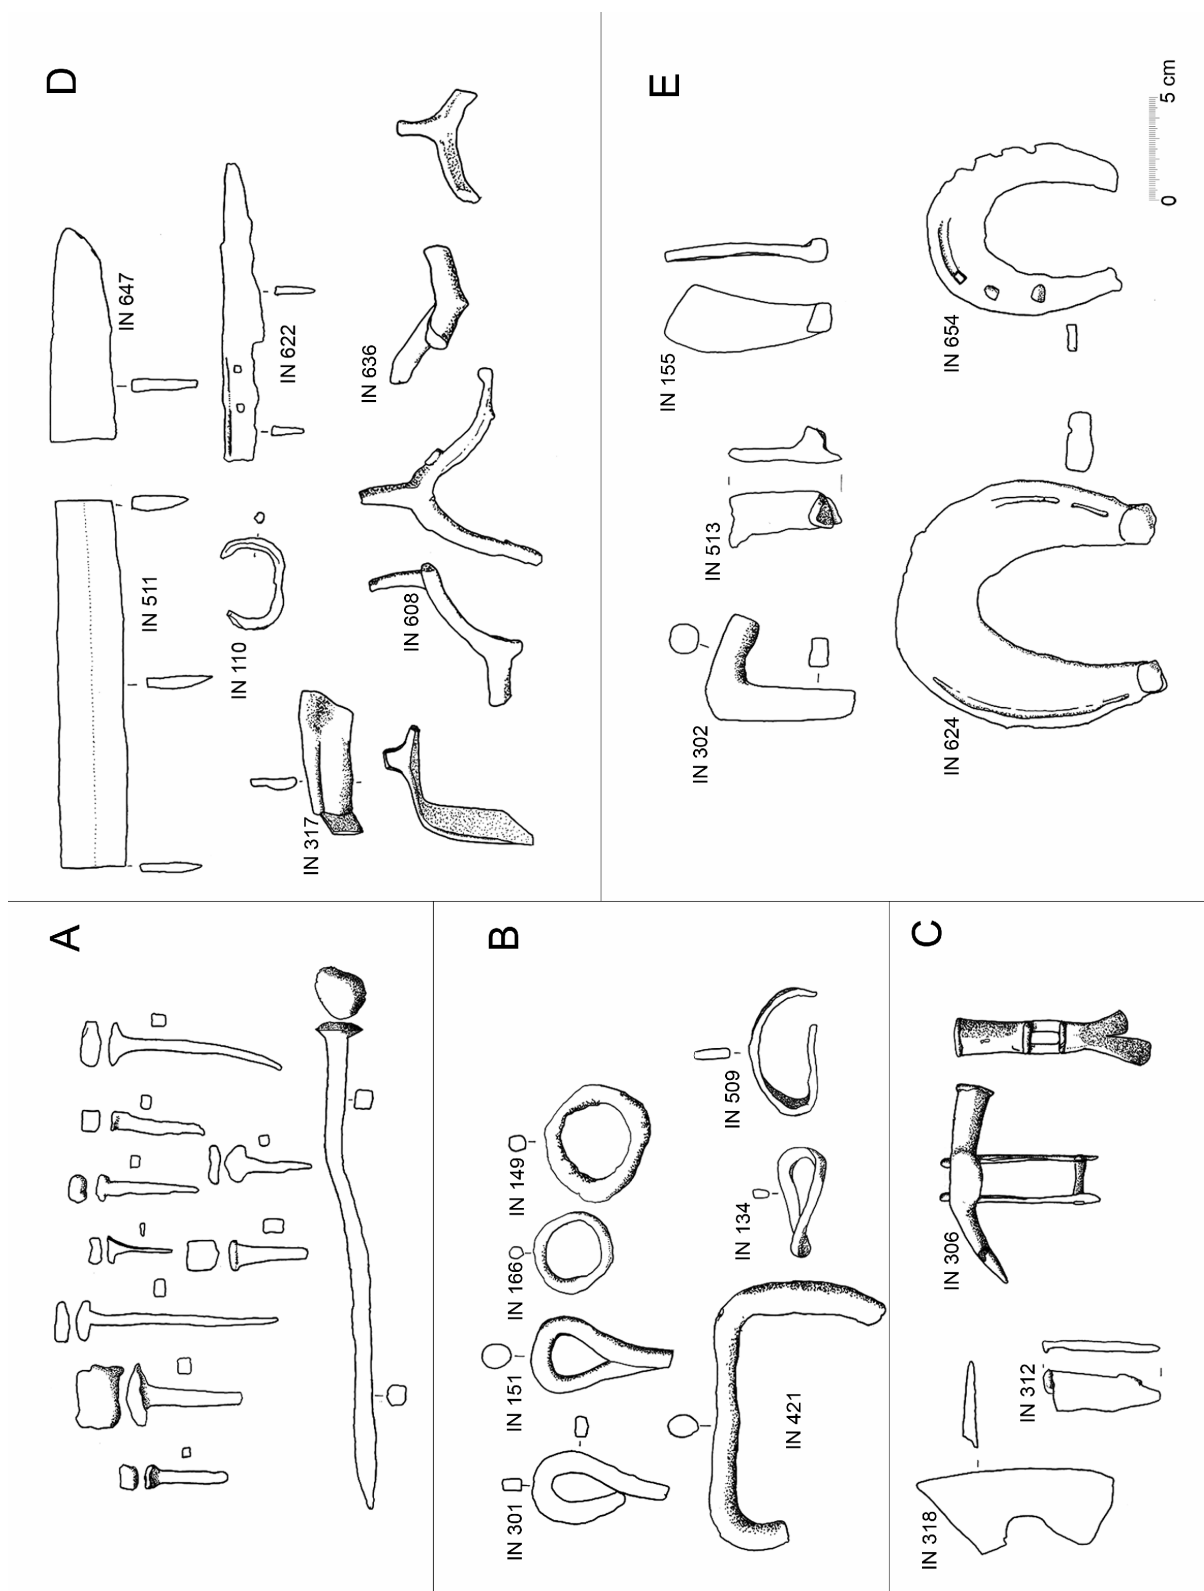 A
B
IN 301
IN 151
IN 166
IN 149
IN 421
IN 134
IN 509
C
IN 318
IN 312
IN 306
D
IN 511
IN 647
IN 110
IN 622
IN 317
IN 608
IN 636
E
IN 302
IN 513
IN 155
IN 624
IN 654
0 5 cm